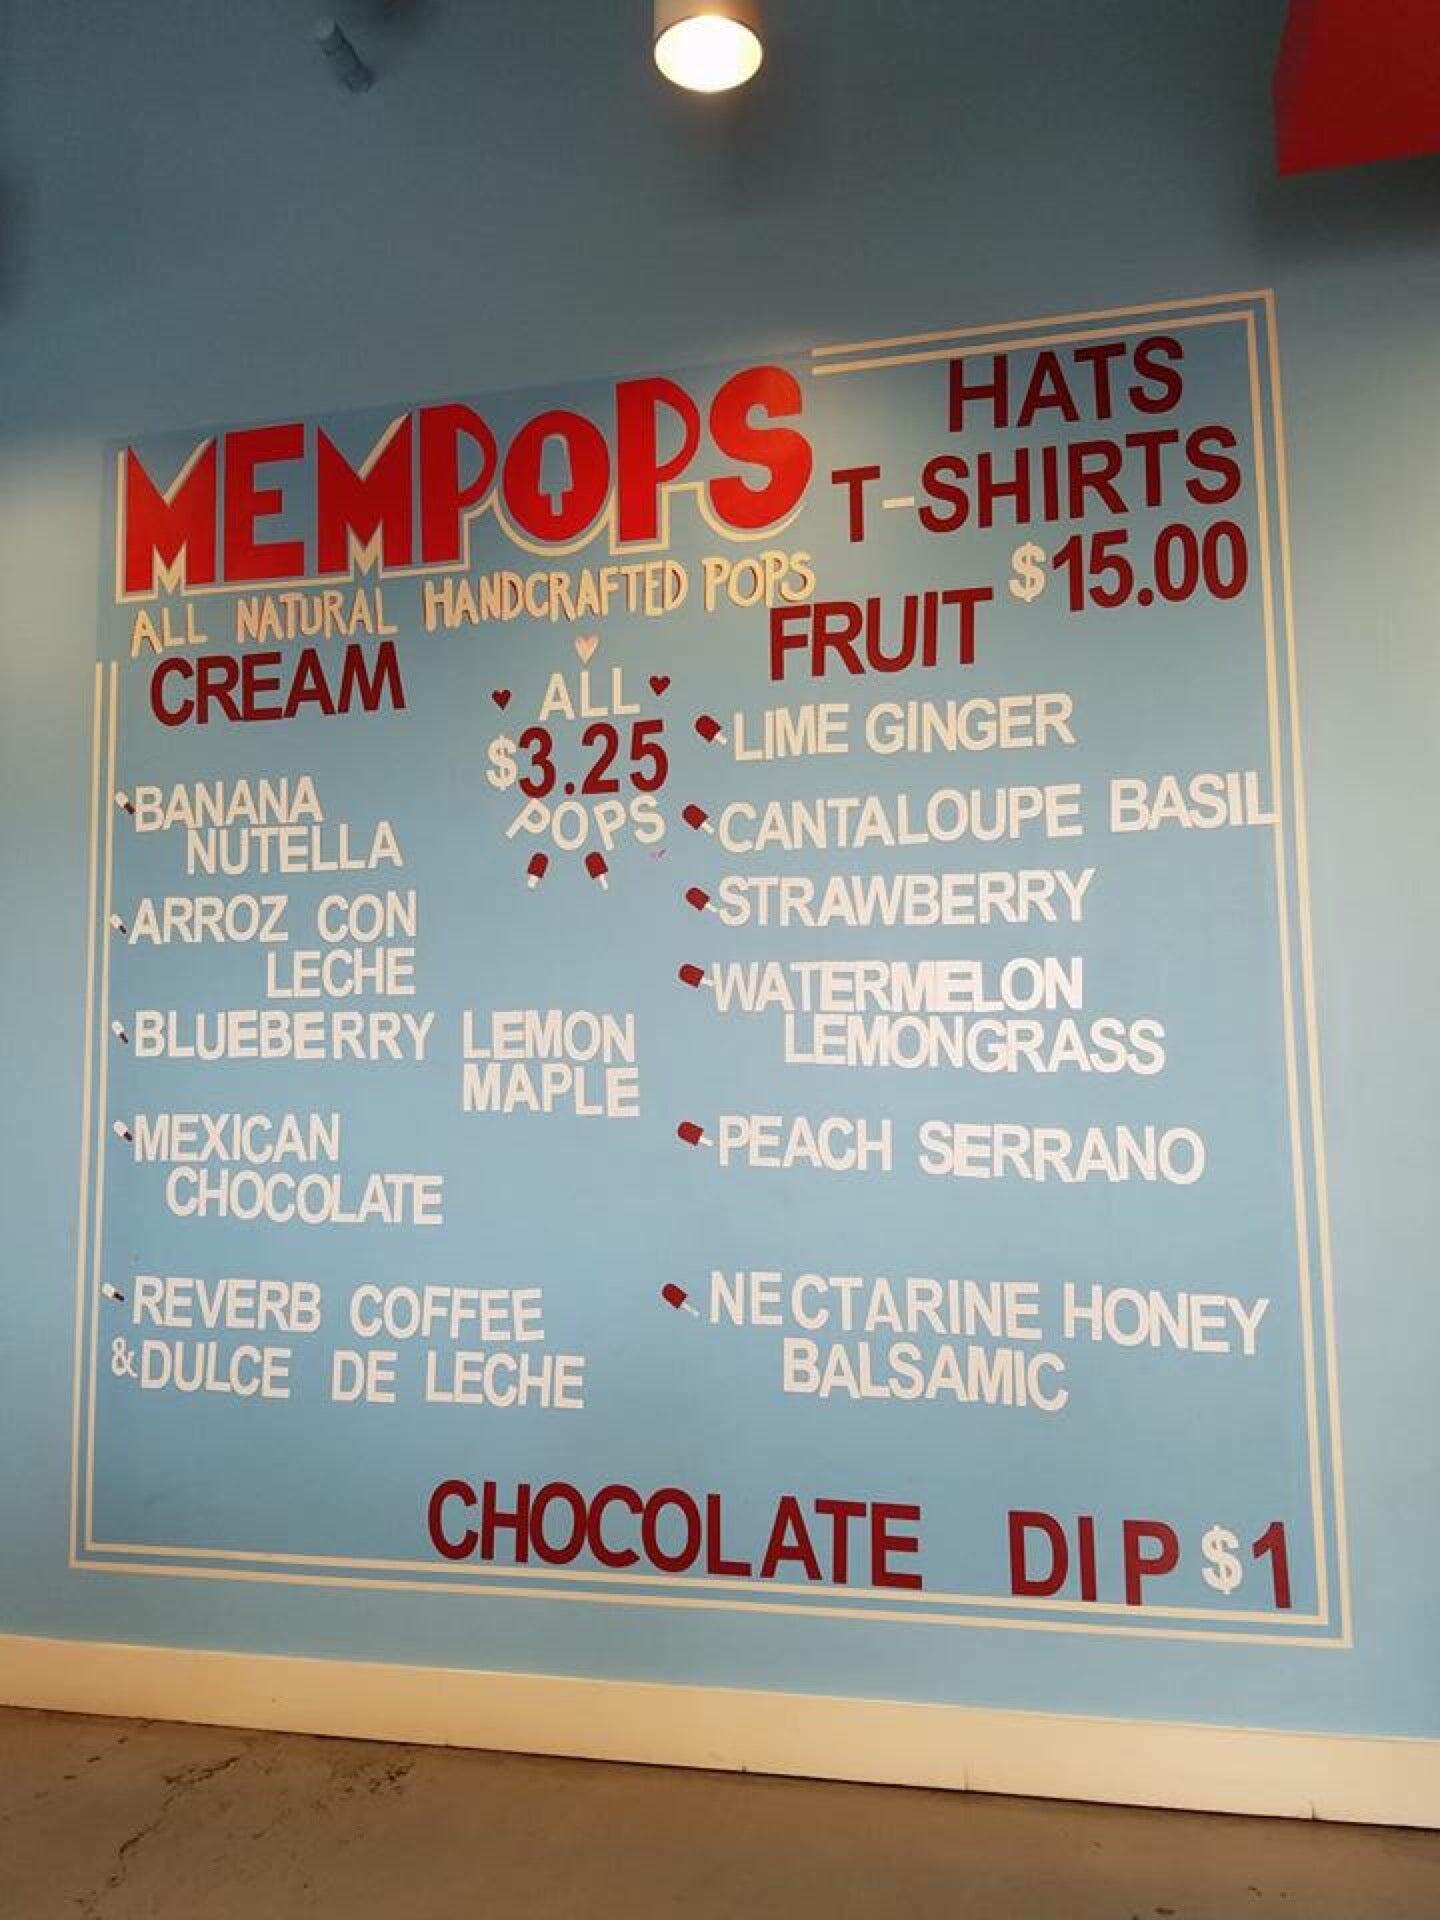 MEMPOPS
ALL NATURAL HANDCRAFTED POPS
HATS
T-SHIRTS
$15.00
CREAM
BANANA
NUTELLA
ARROZ CON
LECHE
BLUEBERRY LEMON
MAPLE
MEXICAN
CHOCOLATE
REVERB COFFEE
&DULCE DE LECHE
ALL
$3.25
POPS
FRUIT
LIME GINGER
CANTALOUPE BASIL
STRAWBERRY
WATERMELON
LEMONGRASS
PEACH SERRANO
NECTARINE HONEY
BALSAMIC
CHOCOLATE DIP $1